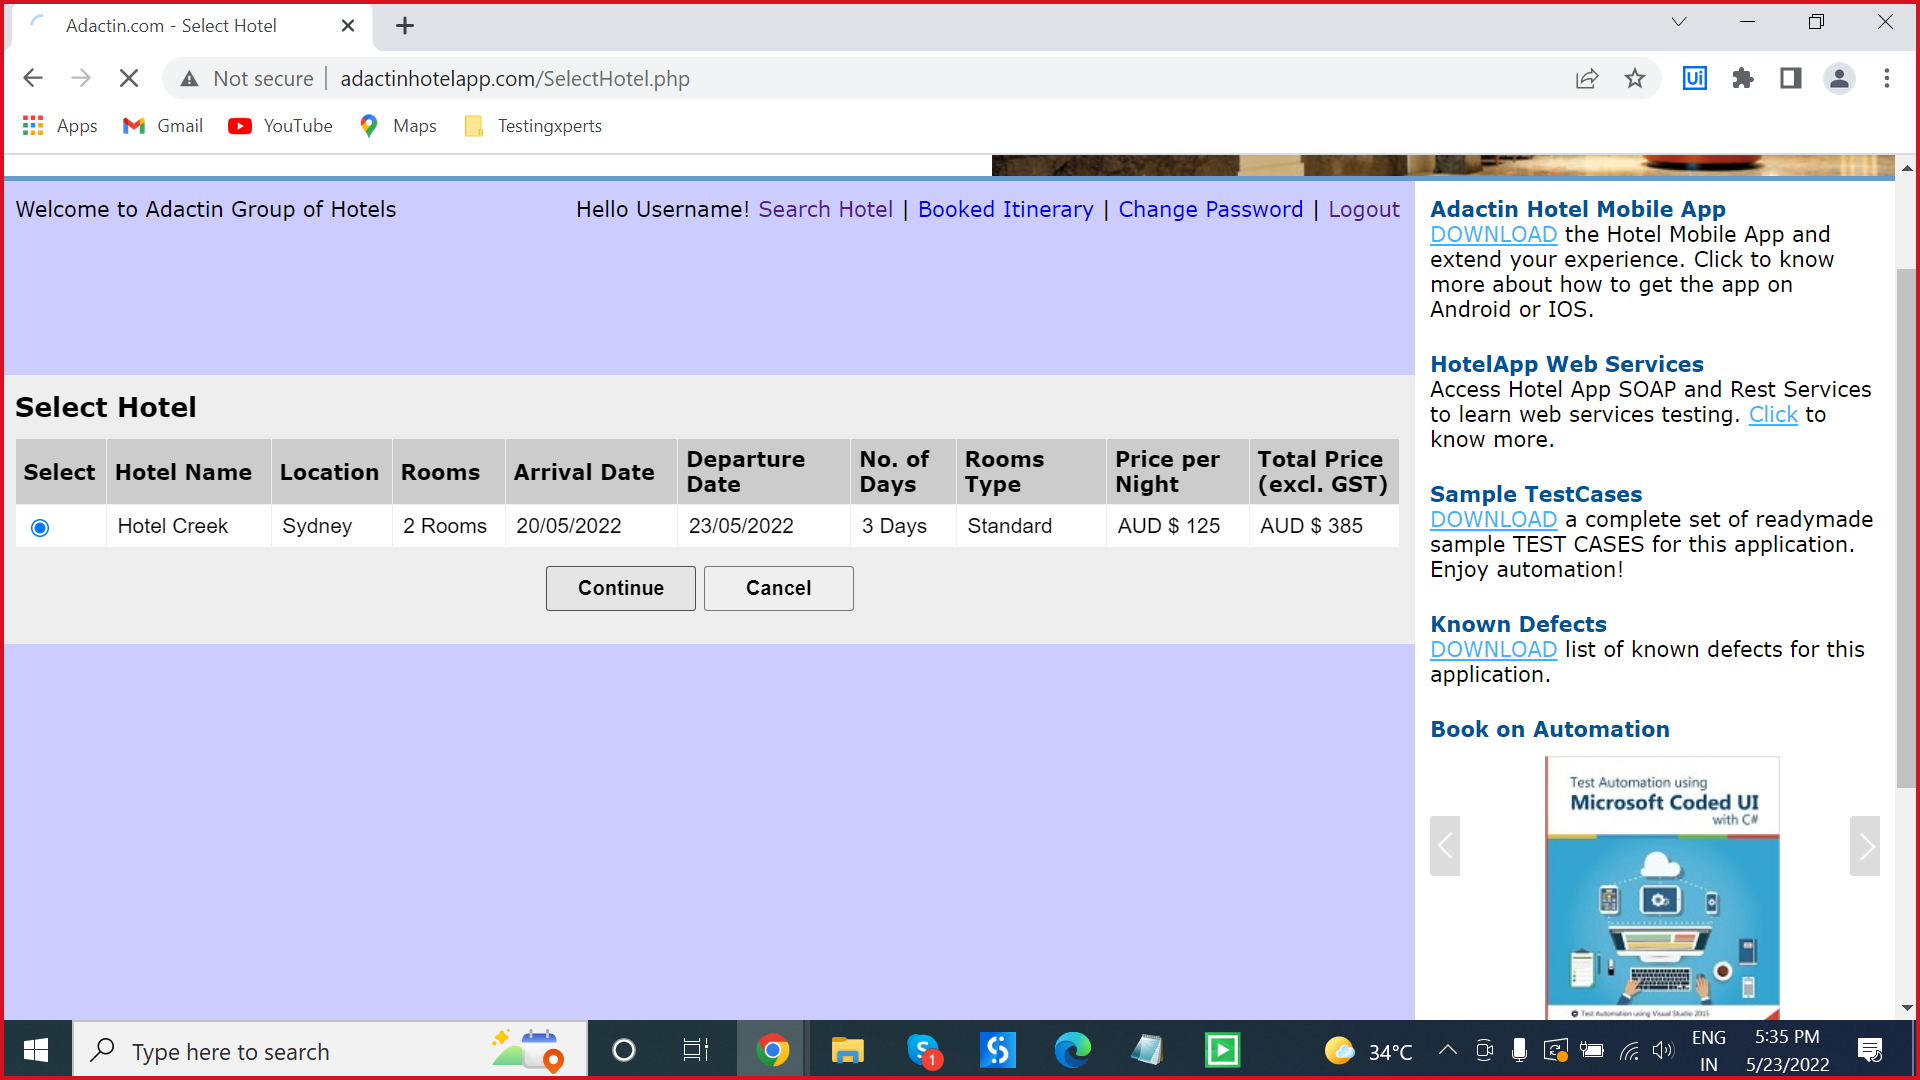 Adactin.com - Select Hotel
Not secure | adactinhotelapp.com/SelectHotel.php
Ui
Apps
Gmail
YouTube
Maps
Testingxperts
Welcome to Adactin Group of Hotels
Hello Username! Search Hotel | Booked Itinerary | Change Password | Logout
Select Hotel
Select Hotel Name Location Rooms Arrival Date Departure Date No. of Days Rooms Type Price per Night Total Price (excl. GST)
Hotel Creek Sydney 2 Rooms 20/05/2022 23/05/2022 3 Days Standard AUD $ 125 AUD $ 385
Continue
Cancel
Adactin Hotel Mobile App
DOWNLOAD the Hotel Mobile App and
extend your experience. Click to know
more about how to get the app on
Android or IOS.
HotelApp Web Services
Access Hotel App SOAP and Rest Services
to learn web services testing. Click to
know more.
Sample TestCases
DOWNLOAD a complete set of readymade
sample TEST CASES for this application.
Enjoy automation!
Known Defects
DOWNLOAD list of known defects for this
application.
Book on Automation
Test Automation using
Microsoft Coded UI
with C#
Test Automation using Visual Studio 2015
Type here to search
S
1
34°C
ENG
IN
5:35 PM
5/23/2022